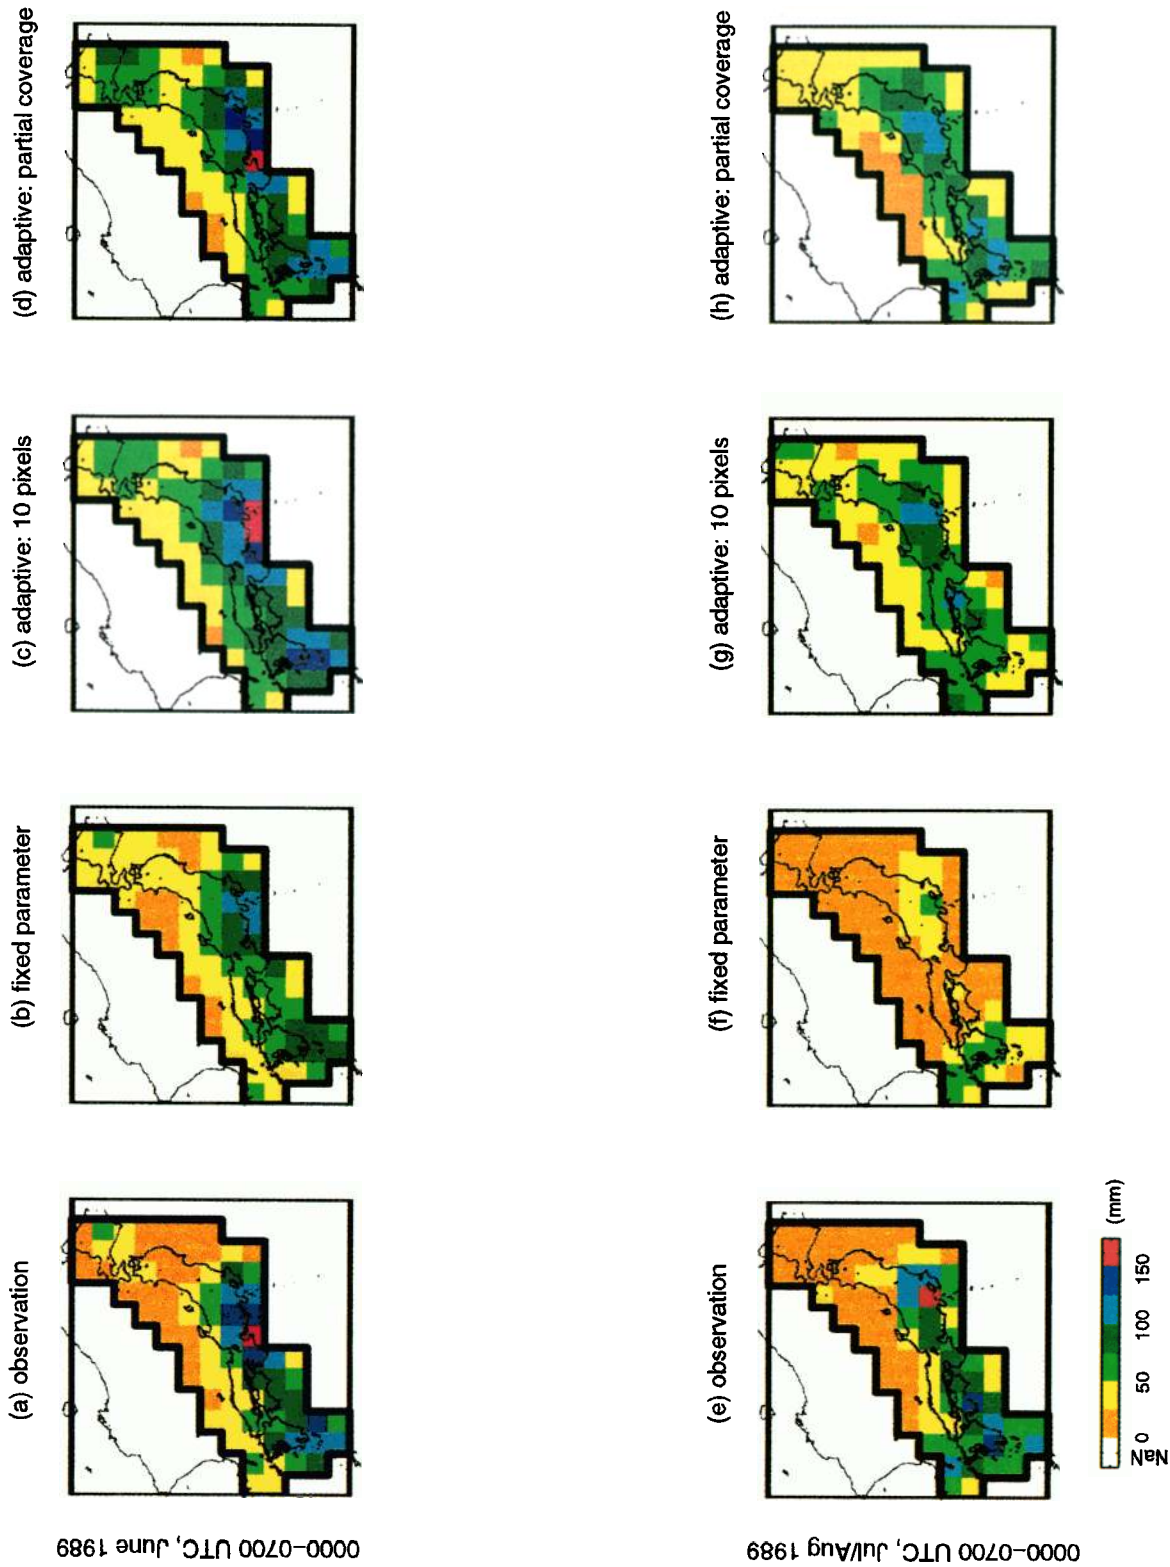 (d) adaptive: partial coverage
(h) adaptive: partial coverage
(c) adaptive: 10 pixels
(g) adaptive: 10 pixels
(b) fixed parameter
(f) fixed parameter
(a) observation
(e) observation
0000–0700 UTC, June 1989
0000–0700 UTC, Jul/Aug 1989
NaN 0 50 100 150 (mm)